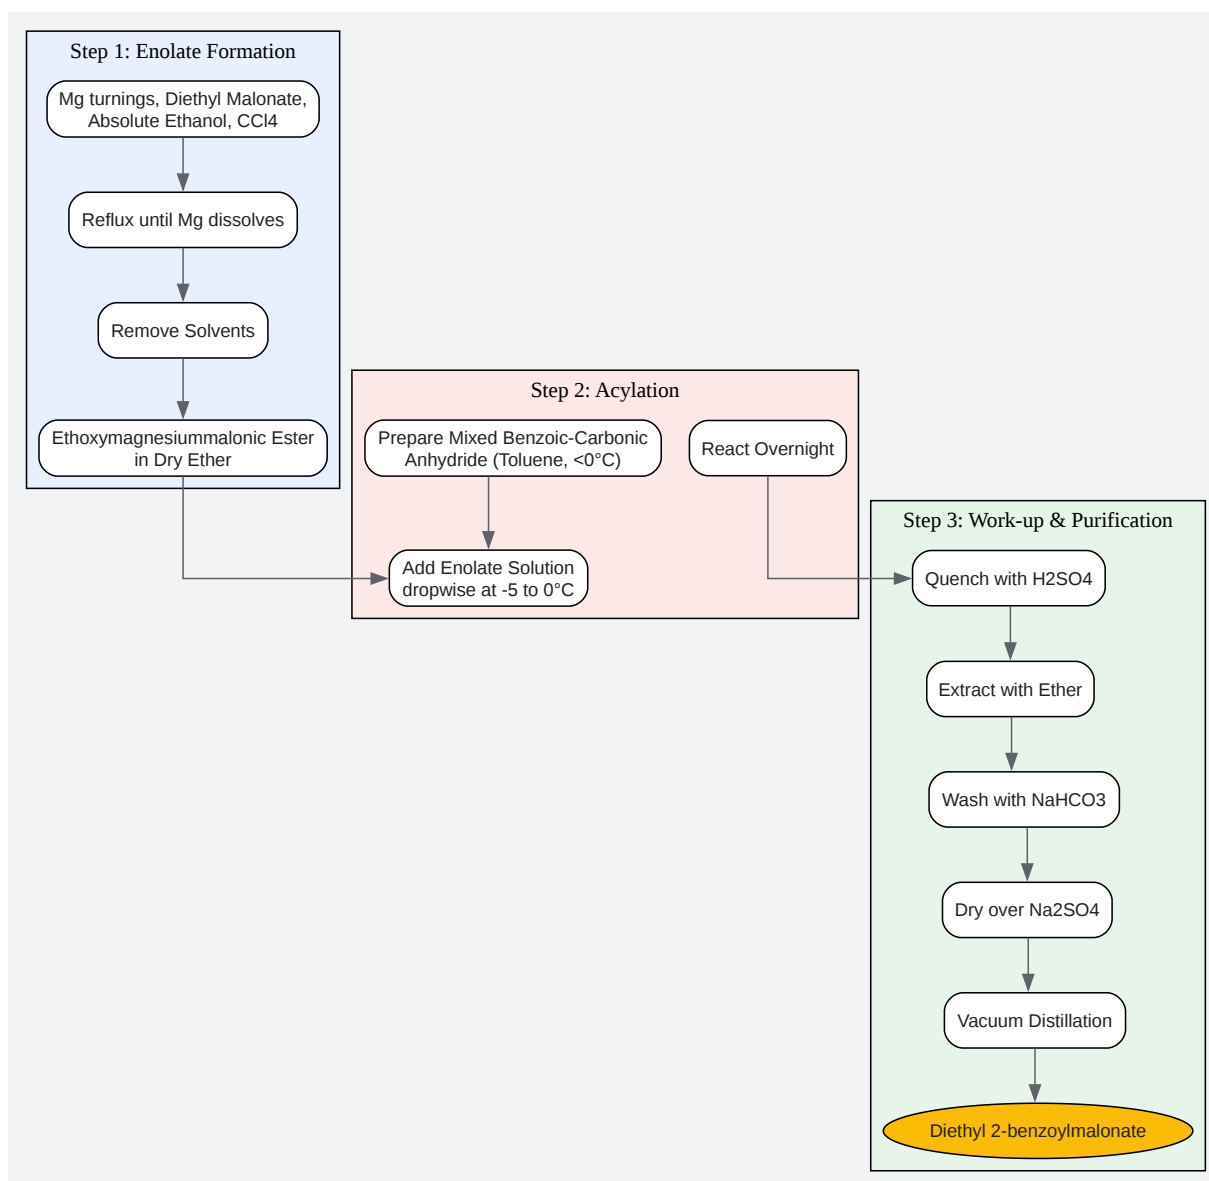 Step 1: Enolate Formation
Mg turnings, Diethyl Malonate,
Absolute Ethanol, CCl4
Reflux until Mg dissolves
Remove Solvents
Ethoxymagnesiummalonic Ester
in Dry Ether
Step 2: Acylation
Prepare Mixed Benzoic-Carbonic
Anhydride (Toluene, <0°C)
React Overnight
Add Enolate Solution
dropwise at -5 to 0°C
Step 3: Work-up & Purification
Quench with H2SO4
Extract with Ether
Wash with NaHCO3
Dry over Na2SO4
Vacuum Distillation
Diethyl 2-benzoylmalonate